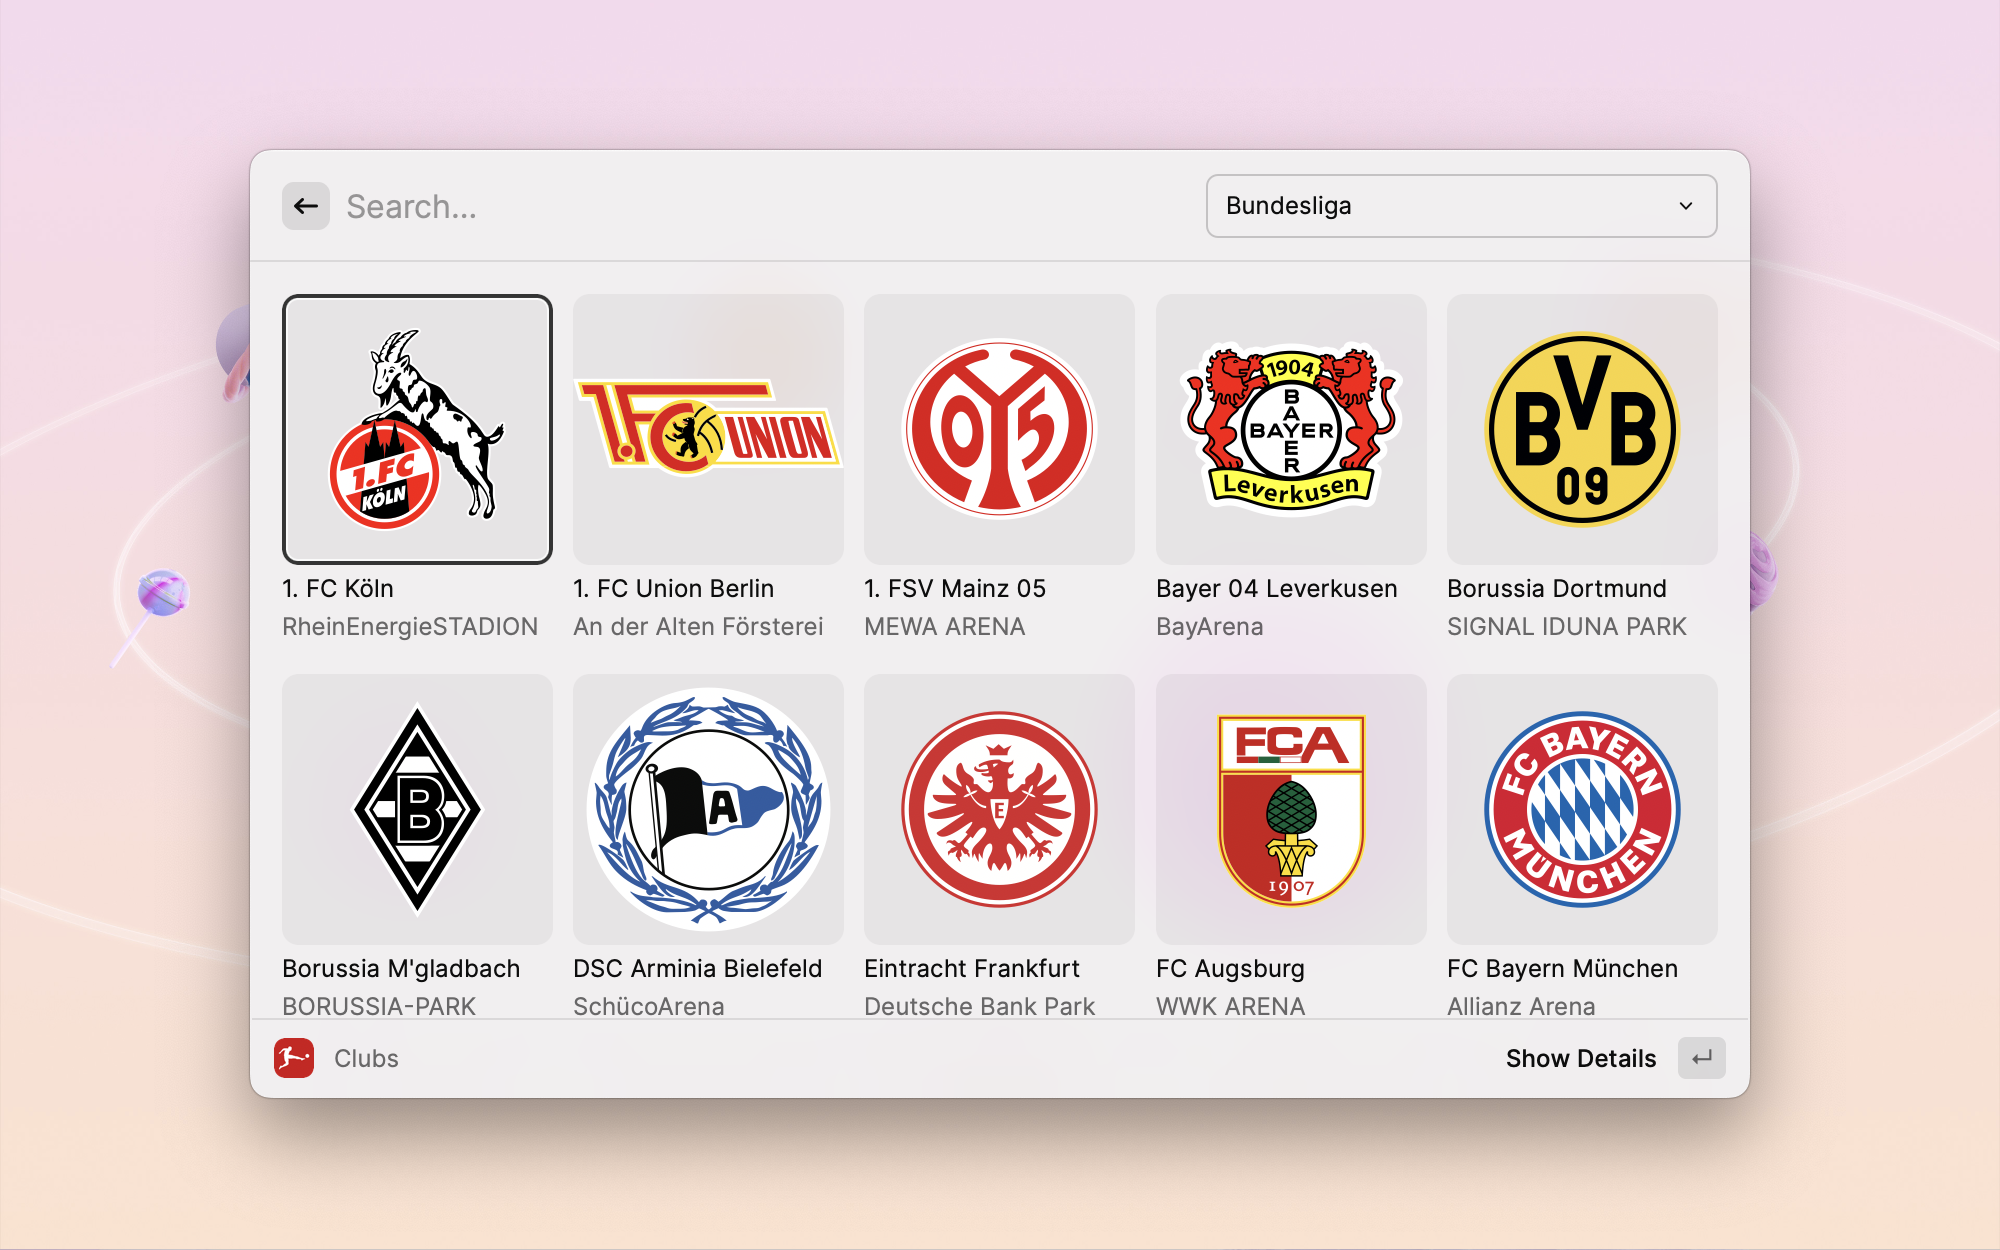 Search...
Bundesliga
1.FC
KÖLN
1FC UNION
05
1904
BAYER
BAYER
Leverkusen
BVB
09
1. FC Köln
1. FC Union Berlin
1. FSV Mainz 05
Bayer 04 Leverkusen
Borussia Dortmund
RheinEnergieSTADION
An der Alten Försterei
MEWA ARENA
BayArena
SIGNAL IDUNA PARK
B
A
E
FCA
1907
FC BAYERN
MÜNCHEN
Borussia M'gladbach
DSC Arminia Bielefeld
Eintracht Frankfurt
FC Augsburg
FC Bayern München
BORUSSIA-PARK
SchücoArena
Deutsche Bank Park
WWK ARENA
Allianz Arena
Clubs
Show Details